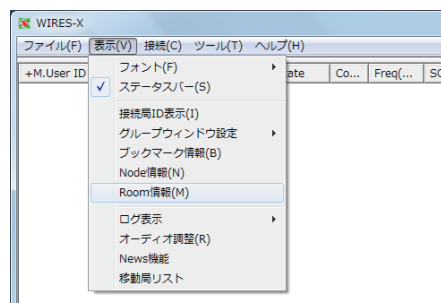 WIRES-X
ファイル(F) 表示(V) 接続(C) ツール(T) ヘルプ(H)
+M.User ID ate Co... Freq(... SQ
フォント(F)
ステータスバー(S)
接続局ID表示(I)
グループウィンドウ設定
ブックマーク情報(B)
Node情報(N)
Room情報(M)
ログ表示
オーディオ調整(R)
News機能
移動局リスト